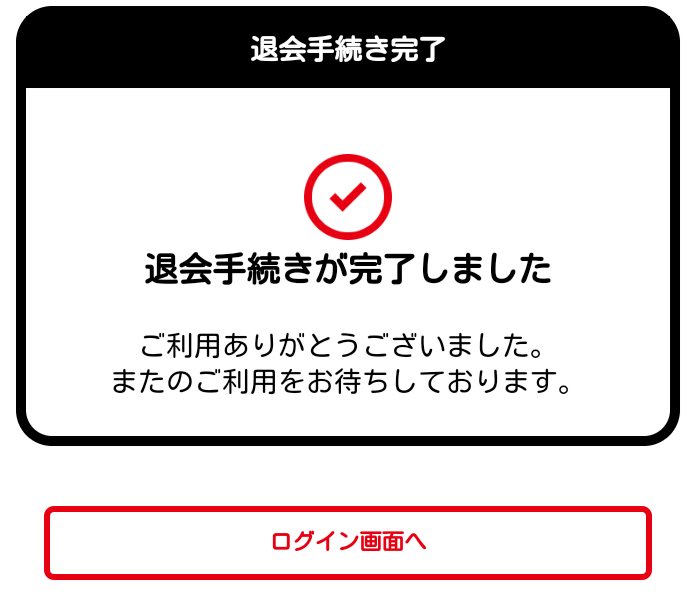 退会手続き完了
退会手続きが完了しました
ご利用ありがとうございました。
またのご利用をお待ちしております。
ログイン画面へ